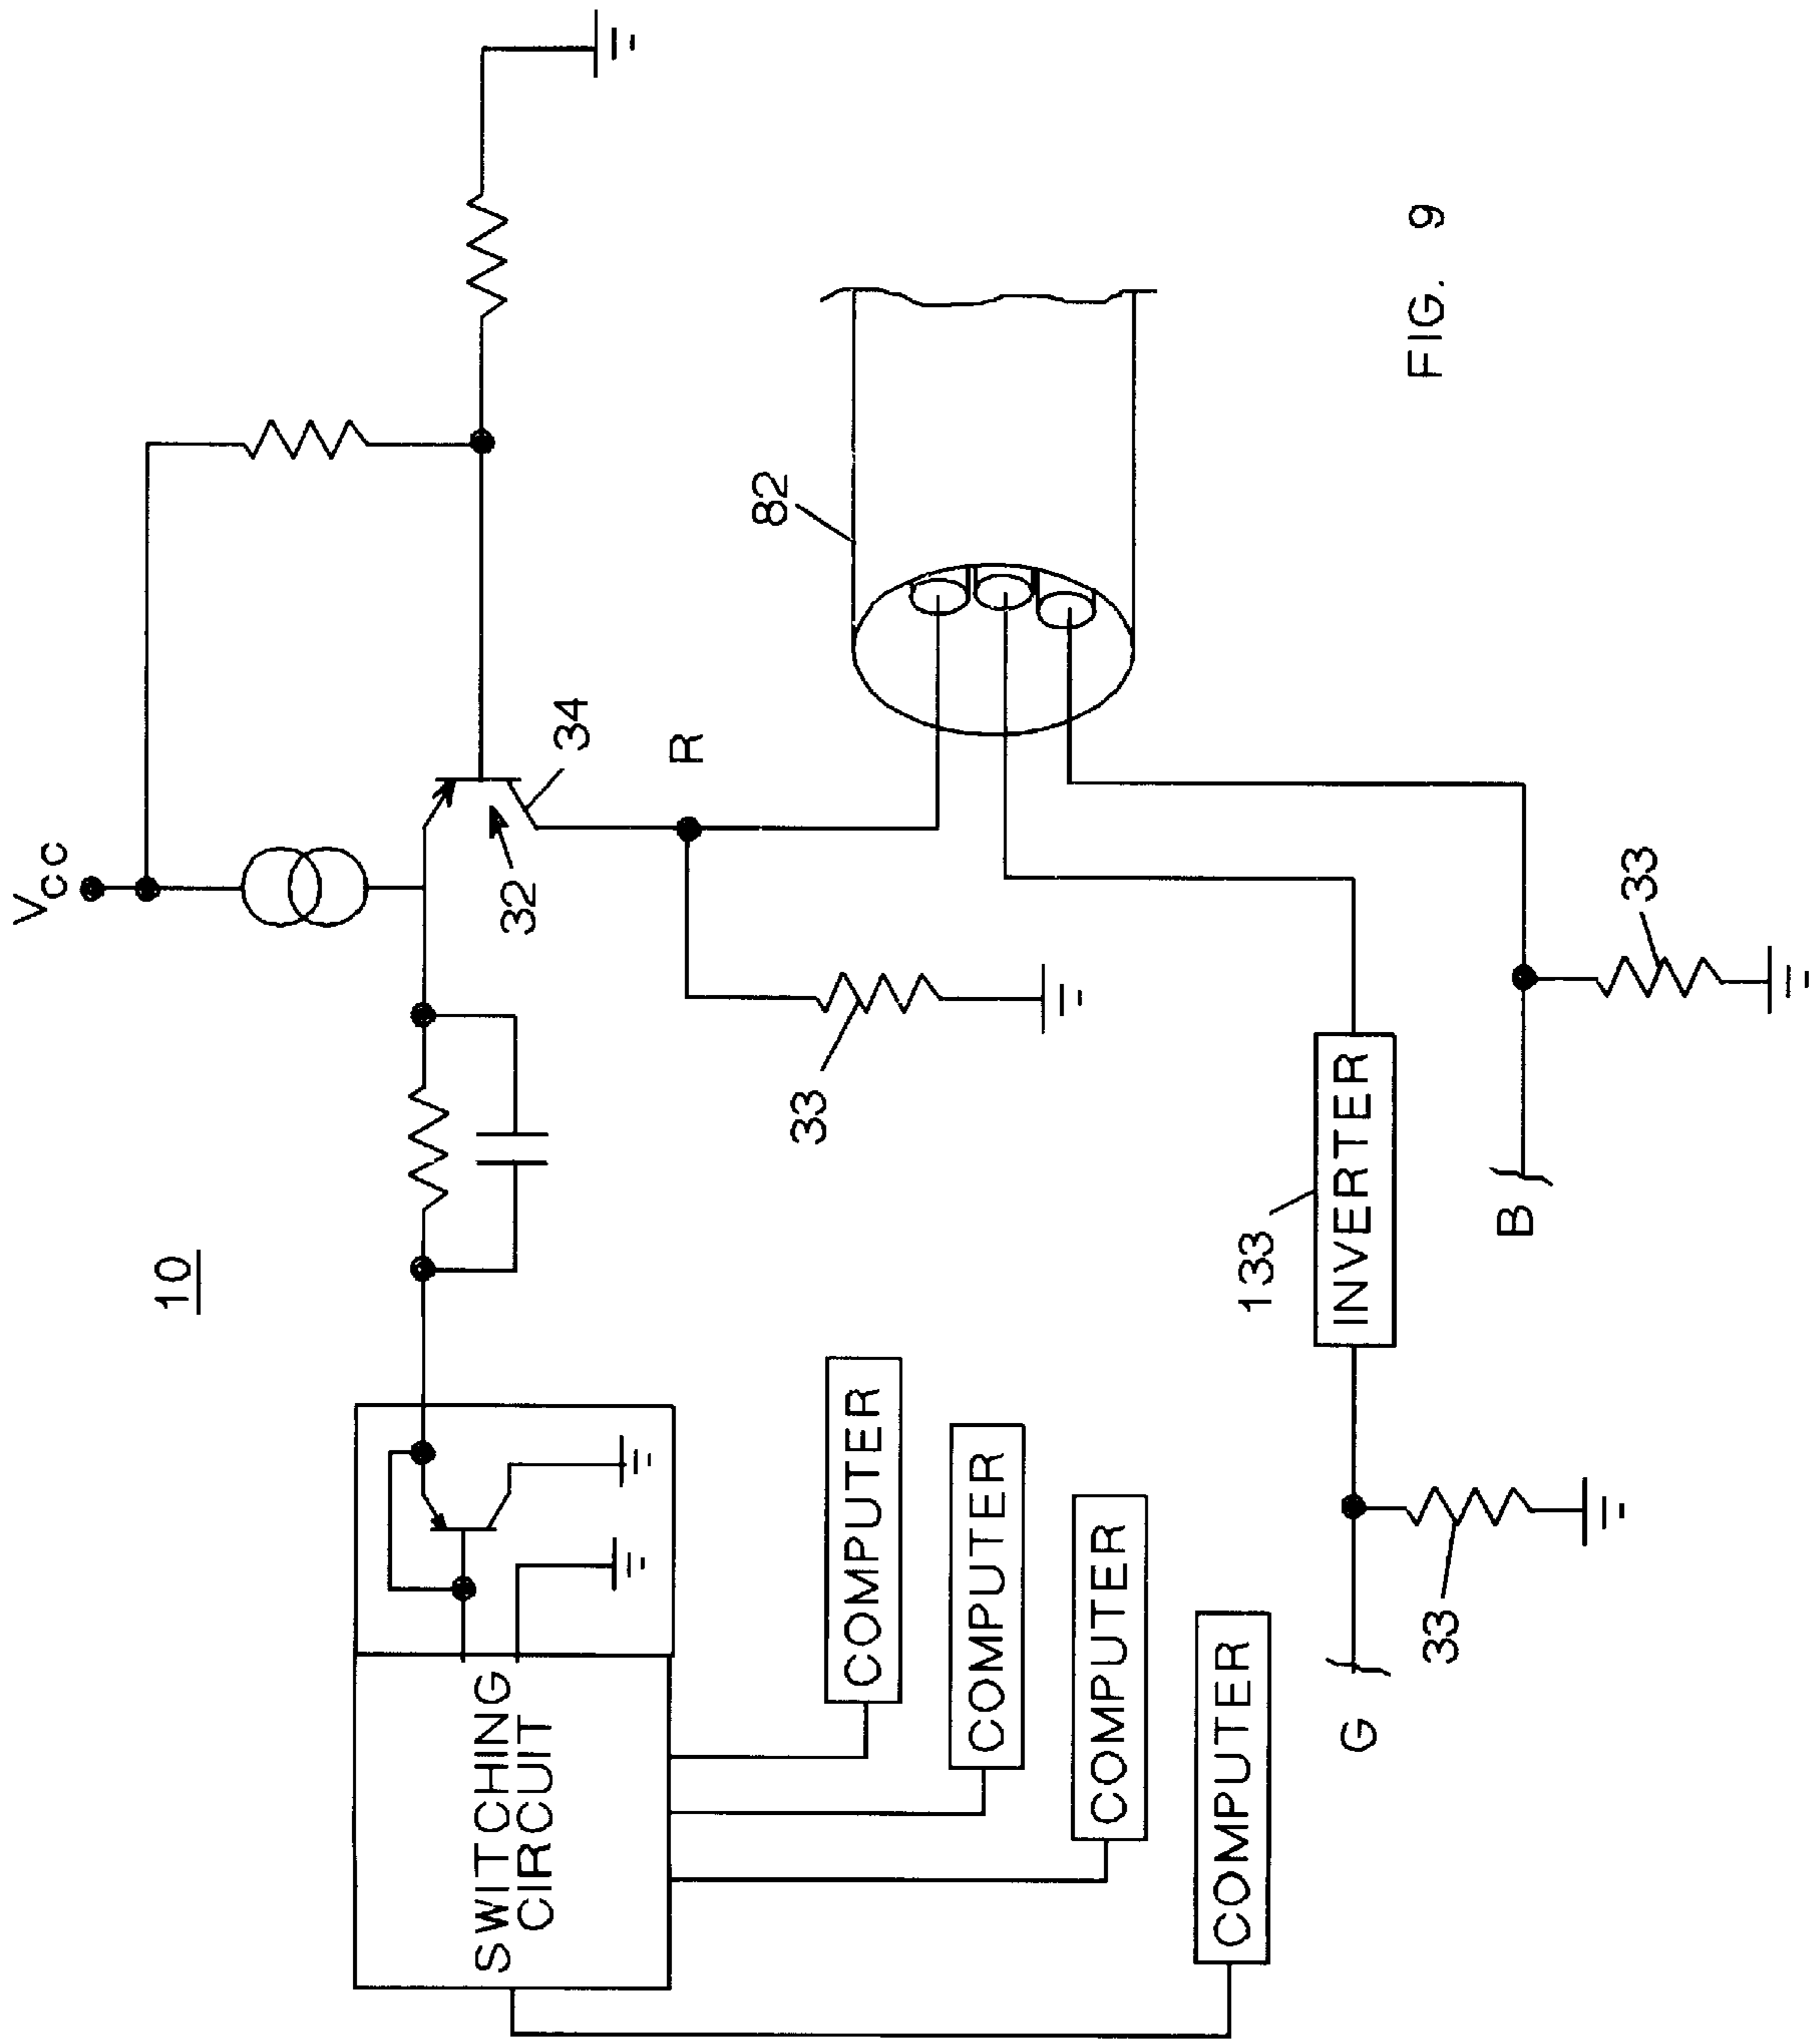 10
Vcc
SWITCHING
CIRCUIT
32
34
R
33
82
COMPUTER
COMPUTER
COMPUTER
COMPUTER
133
INVERTER
G
33
B
33
FIG. 9